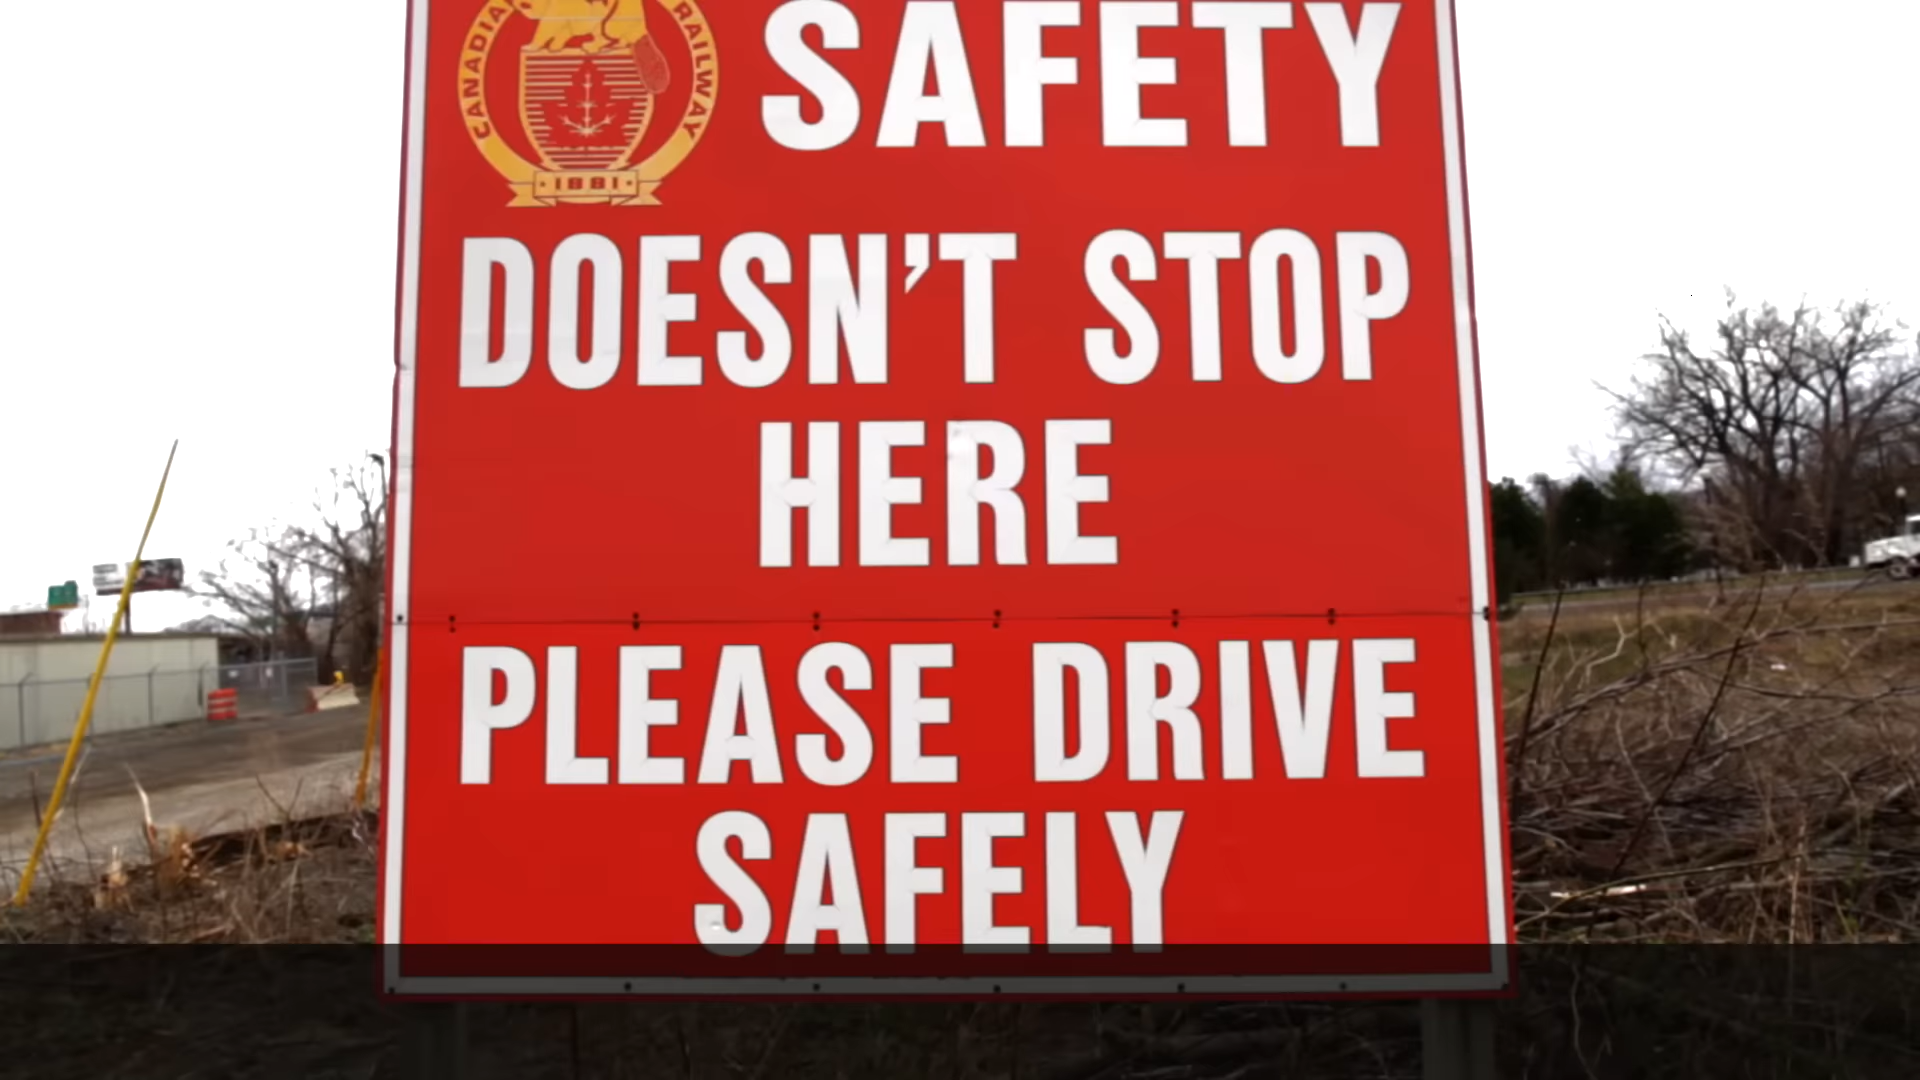 CANADIAN RAILWAY
1881
SAFETY
DOESN'T STOP
HERE
PLEASE DRIVE
SAFELY